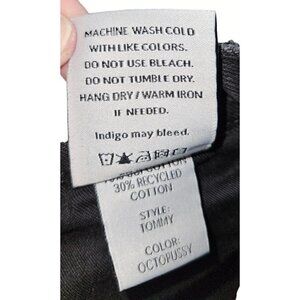 MACHINE WASH COLD
WITH LIKE COLORS.
DO NOT USE BLEACH.
DO NOT TUMBLE DRY.
HANG DRY / WARM IRON
IF NEEDED.
Indigo may bleed.
COTTON
30% RECYCLED
COTTON
STYLE:
TOMMY
COLOR:
OCTOPUSSY